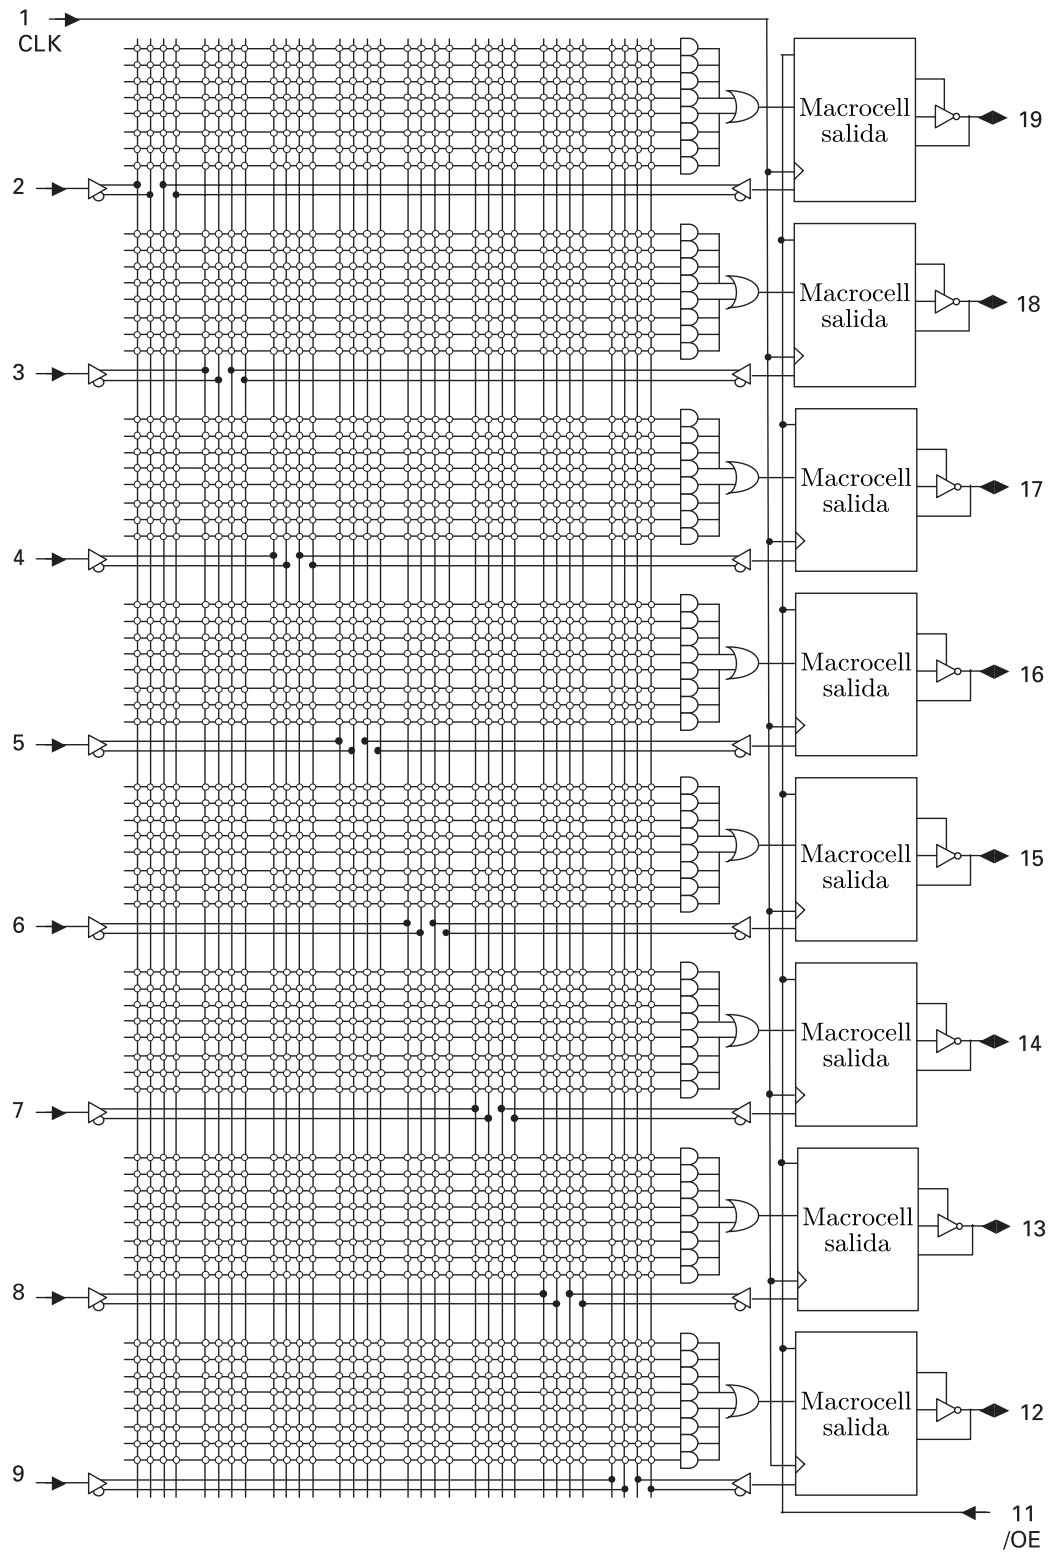 1
CLK
Macrocell
salida
19
2
Macrocell
salida
18
3
Macrocell
salida
17
4
Macrocell
salida
16
5
Macrocell
salida
15
6
Macrocell
salida
14
7
Macrocell
salida
13
8
Macrocell
salida
12
9
11
/OE